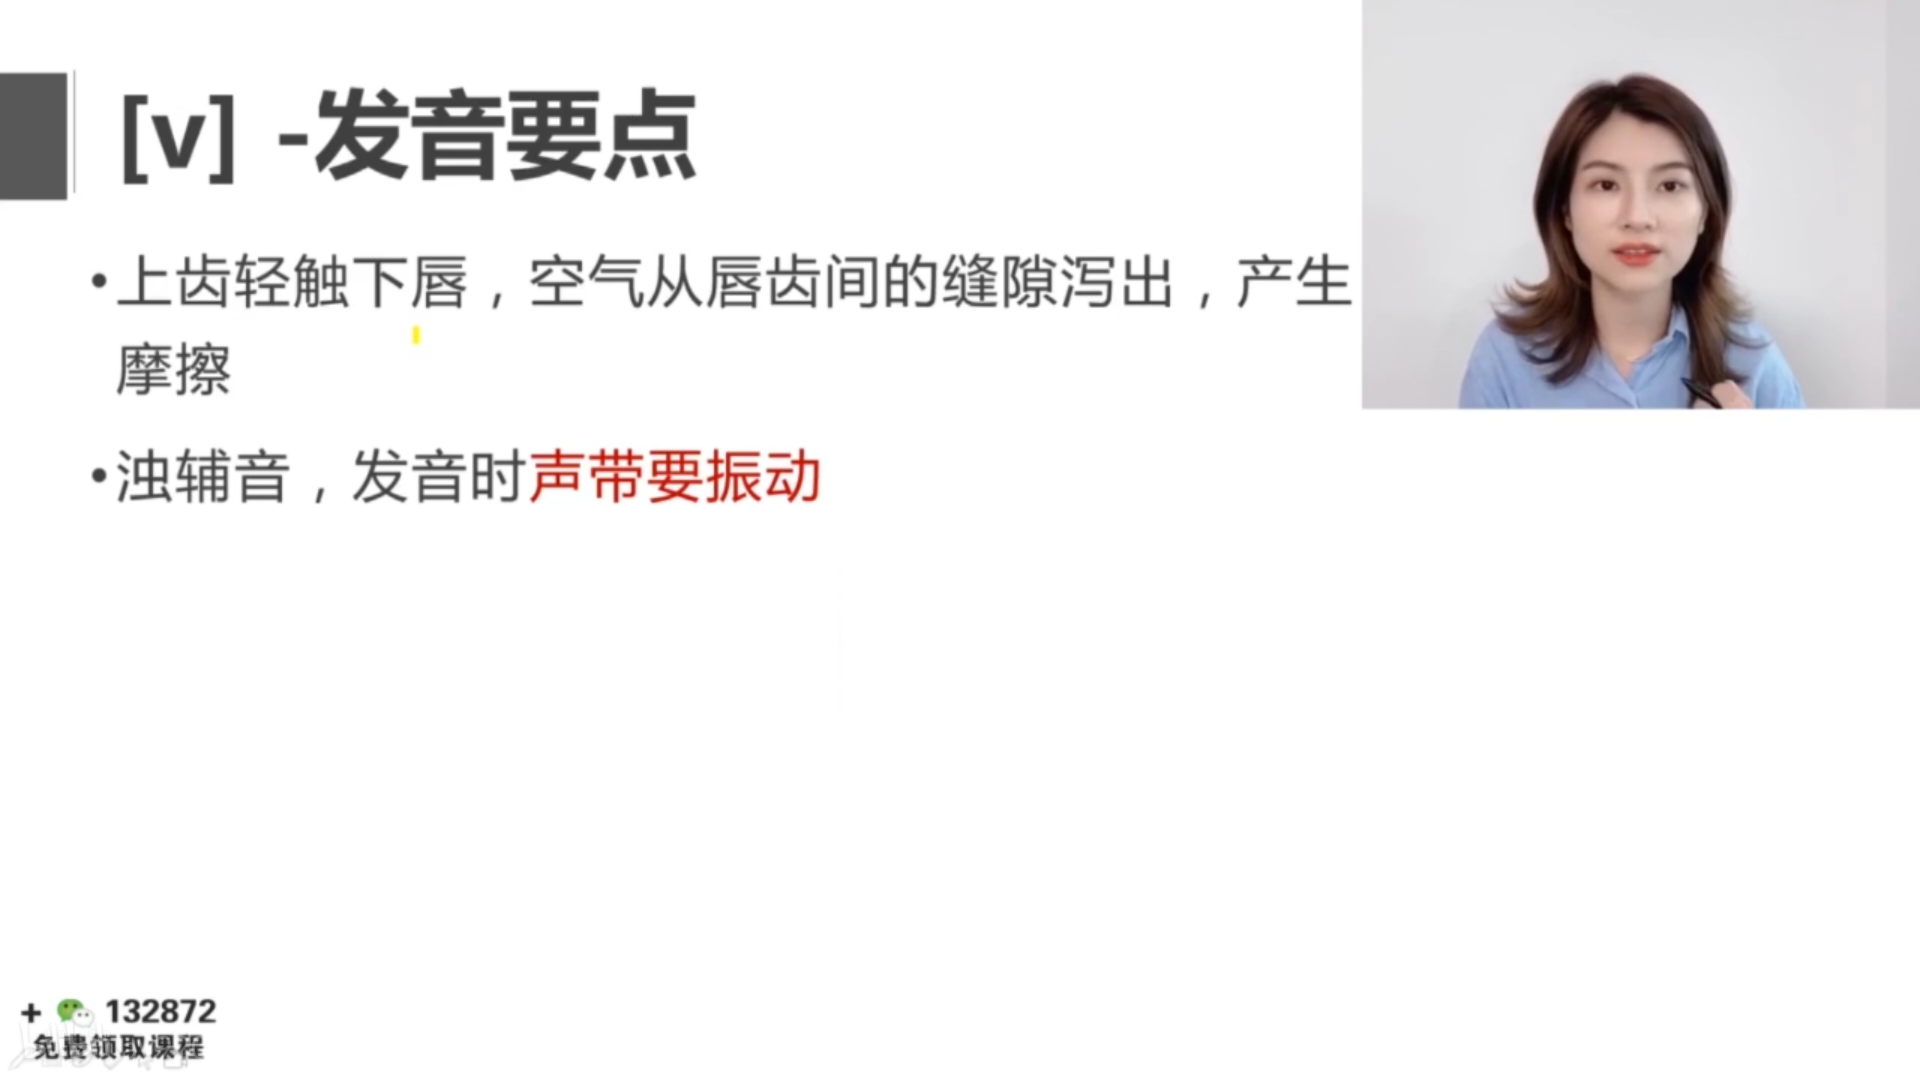 [v] -发音要点
•上齿轻触下唇，空气从唇齿间的缝隙泻出，产生
摩擦
•浊辅音，发音时声带要振动
+ 132872
免费领取课程